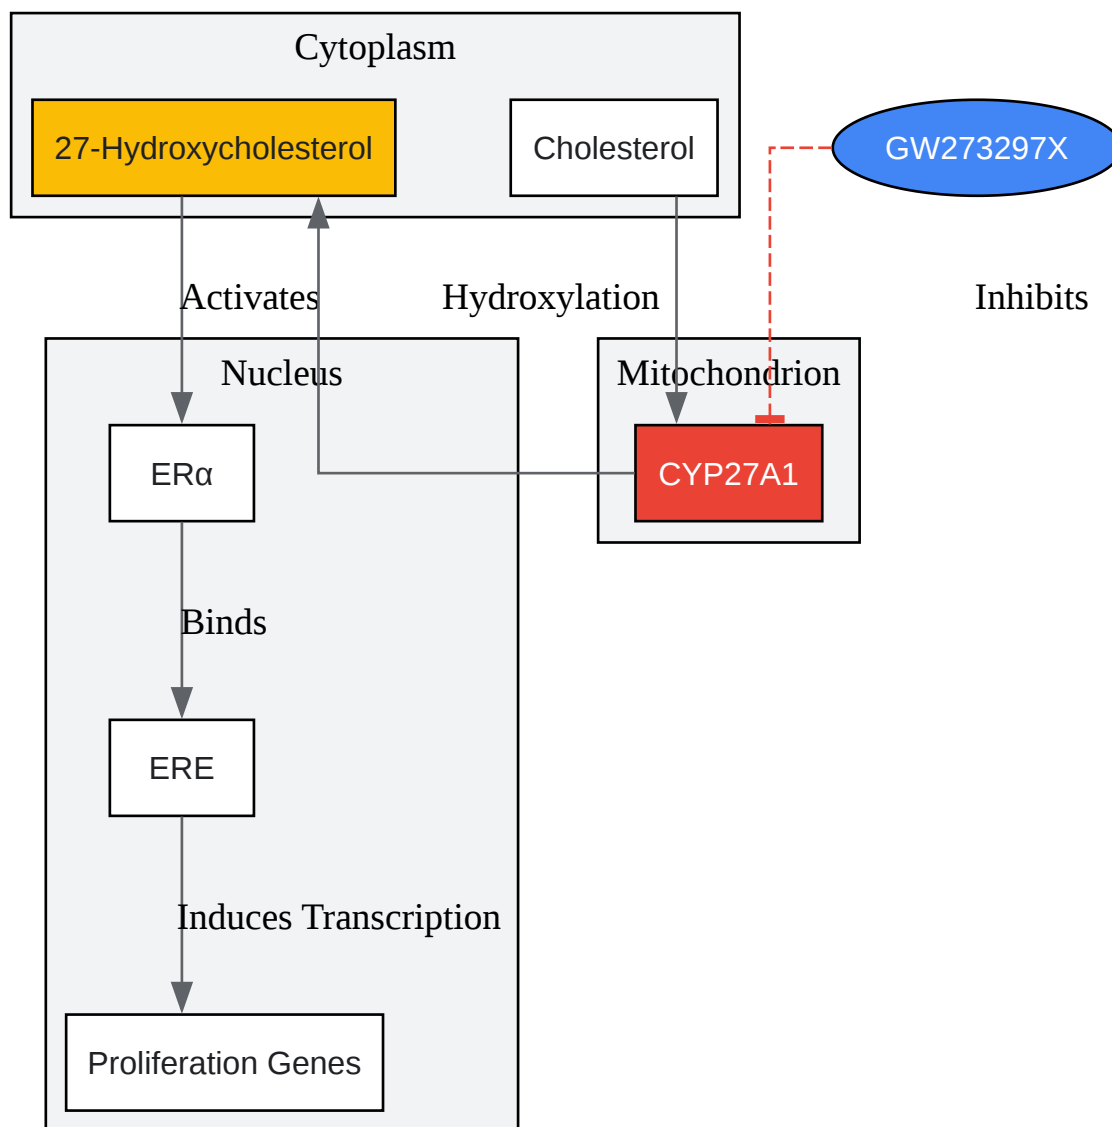 Cytoplasm
27-Hydroxycholesterol
Cholesterol
GW273297X
Activates
Hydroxylation
Inhibits
Nucleus
Mitochondrion
ERα
CYP27A1
Binds
ERE
Induces Transcription
Proliferation Genes